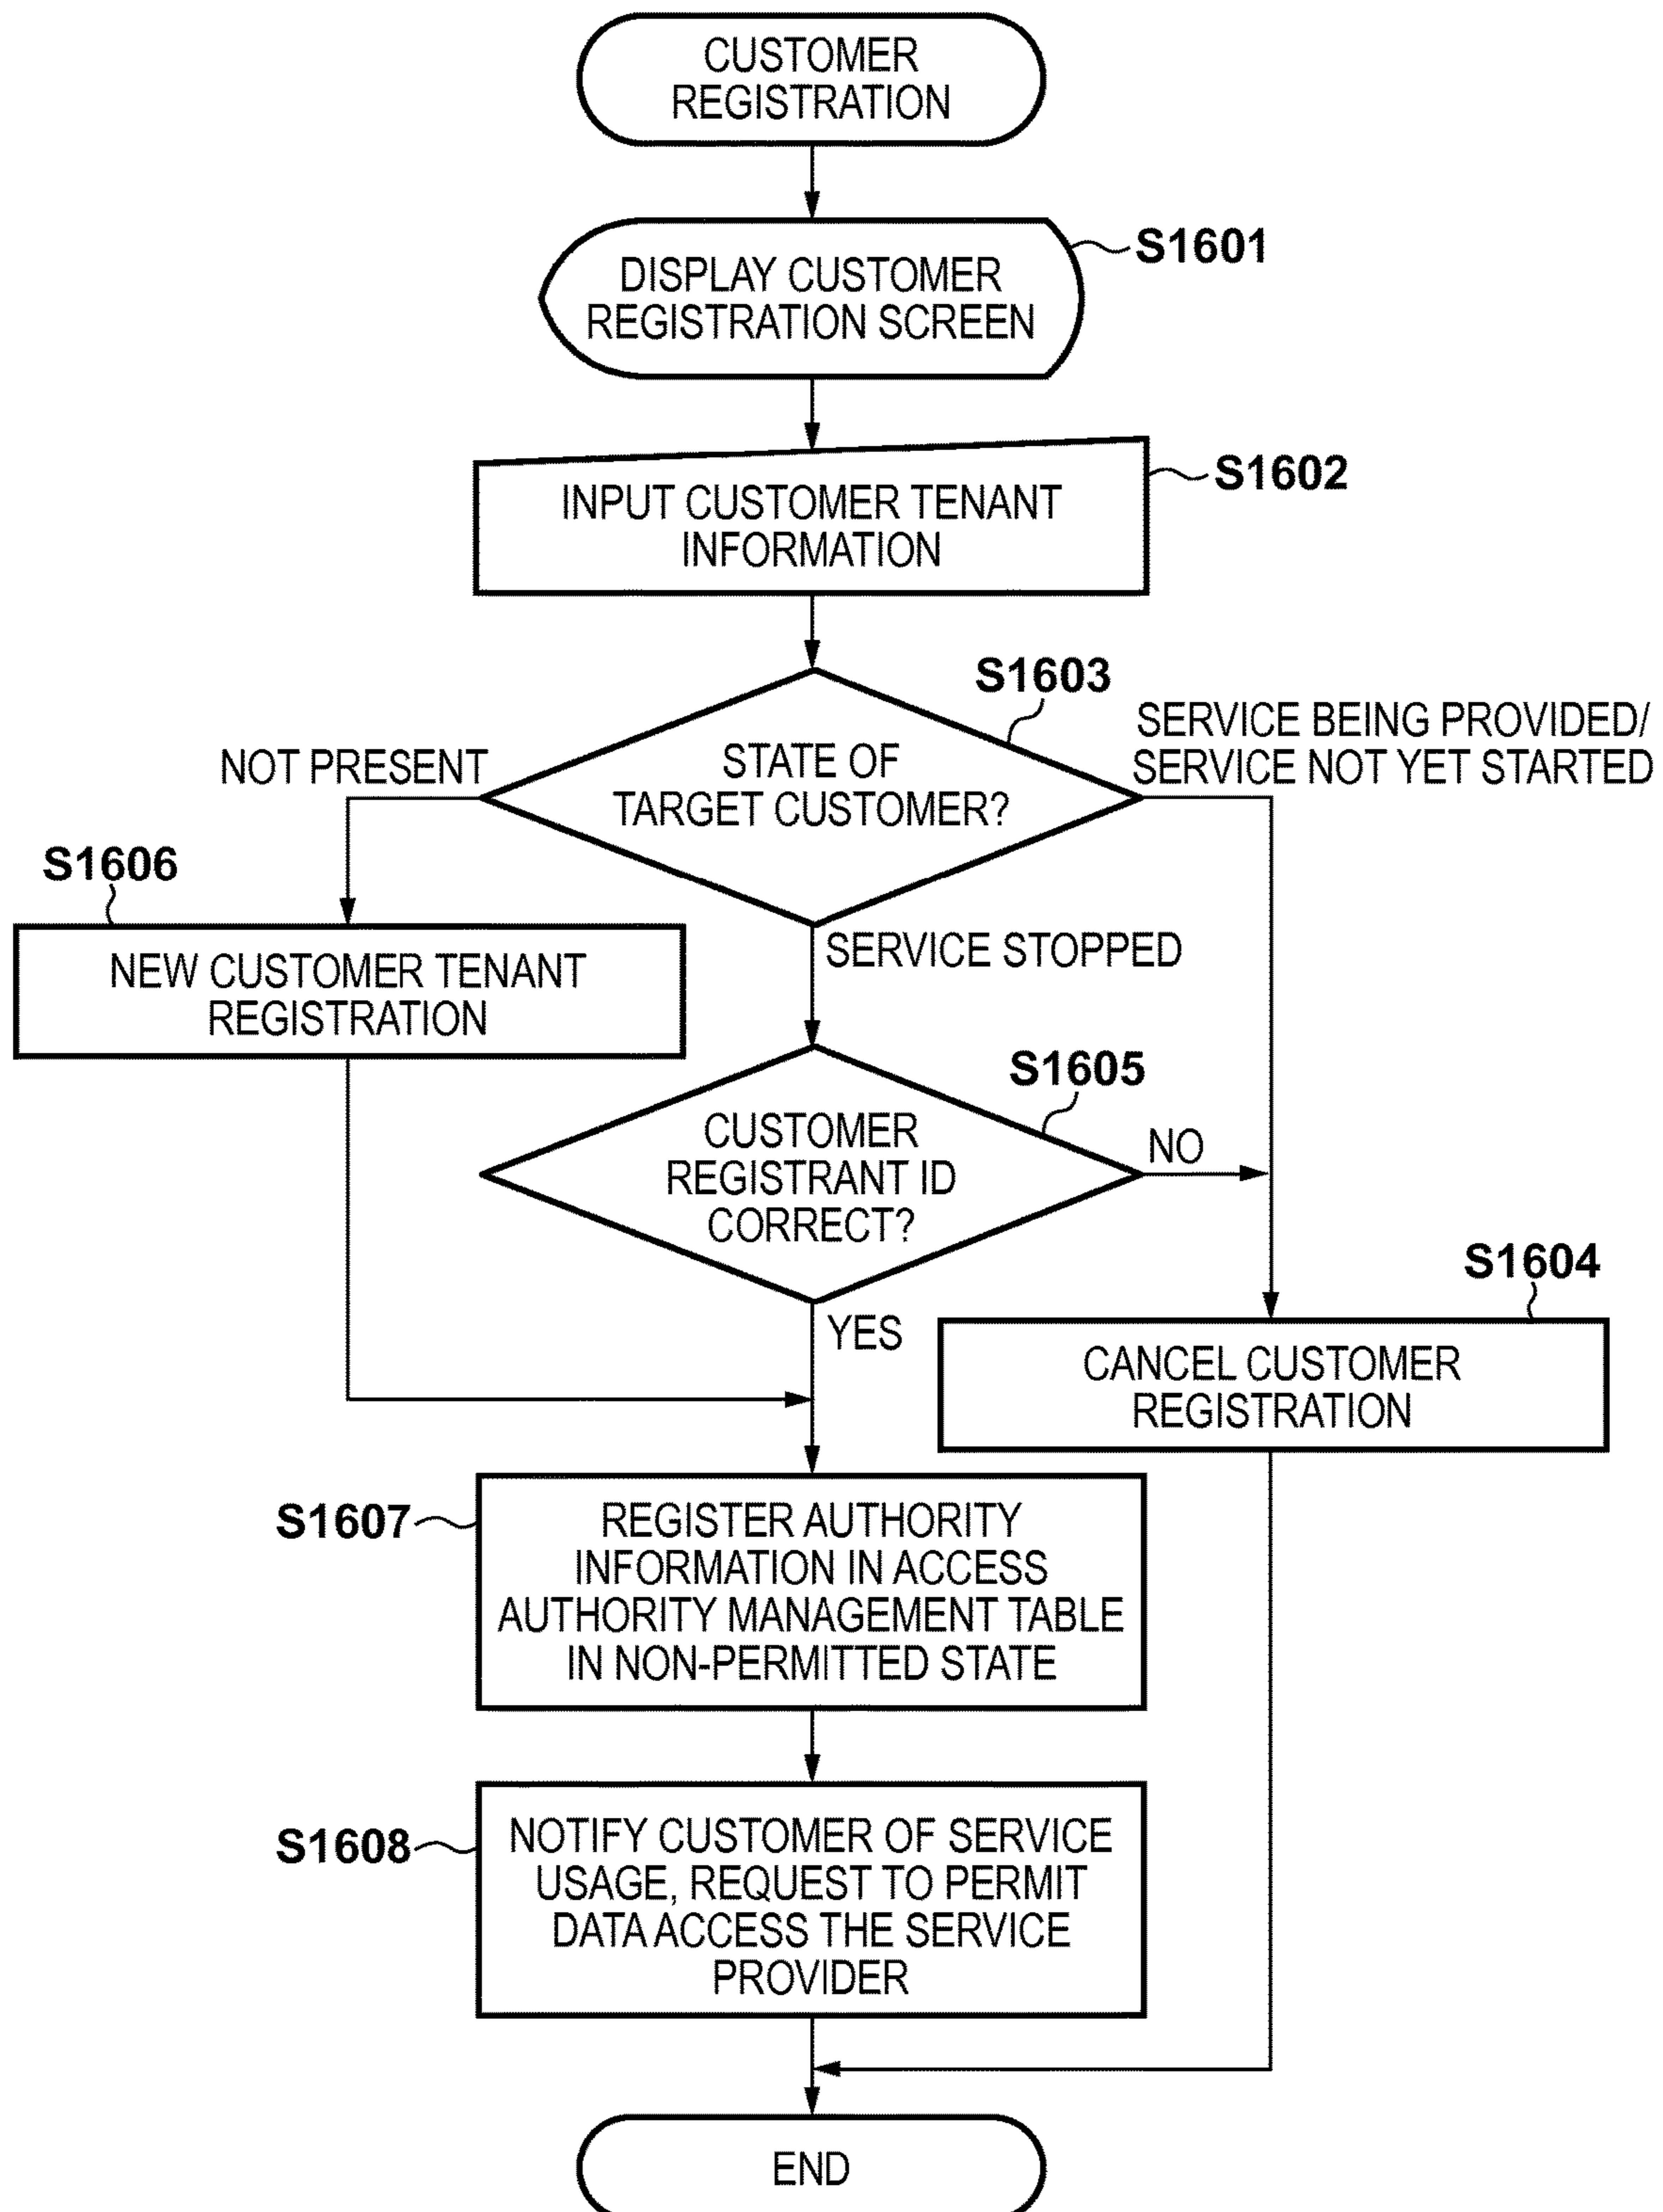 CUSTOMER
REGISTRATION
S1601
DISPLAY CUSTOMER
REGISTRATION SCREEN
S1602
INPUT CUSTOMER TENANT
INFORMATION
S1603
STATE OF
TARGET CUSTOMER?
NOT PRESENT
SERVICE BEING PROVIDED/
SERVICE NOT YET STARTED
S1606
NEW CUSTOMER TENANT
REGISTRATION
SERVICE STOPPED
S1605
CUSTOMER
REGISTRANT ID
CORRECT?
NO
YES
S1604
CANCEL CUSTOMER
REGISTRATION
S1607
REGISTER AUTHORITY
INFORMATION IN ACCESS
AUTHORITY MANAGEMENT TABLE
IN NON-PERMITTED STATE
S1608
NOTIFY CUSTOMER OF SERVICE
USAGE, REQUEST TO PERMIT
DATA ACCESS THE SERVICE
PROVIDER
END